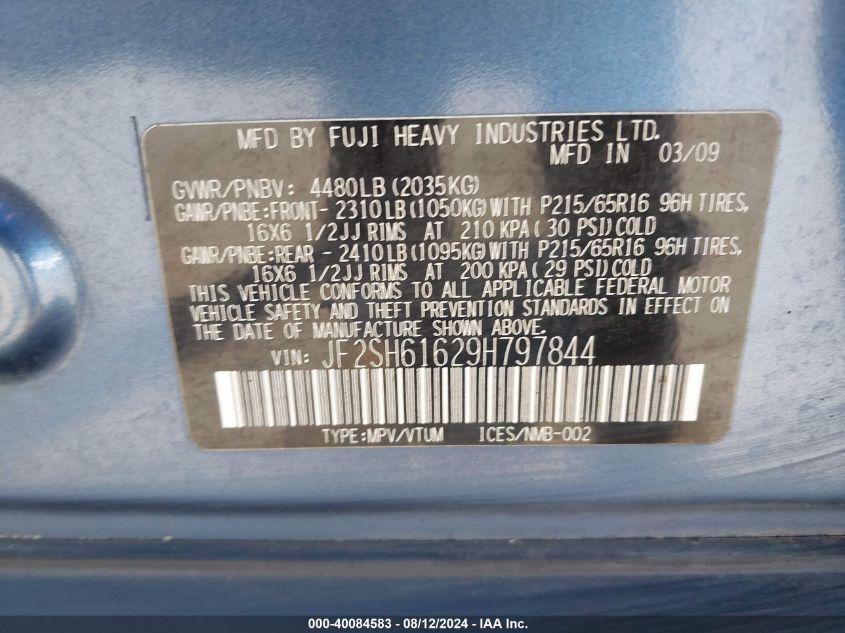 MFD BY FUJI HEAVY INDUSTRIES LTD.
MFD IN 03/09
GVWR/PNBV: 4480LB(2035KG)
GAWR/PNBE:FRONT- 2310LB(1050KG)WITH P215/65R16 96H TIRES,
16X6 1/2JJ RIMS AT 210 KPA( 30 PSI)COLD
GAWR/PNBE:REAR - 2410LB(1095KG)WITH P215/65R16 96H TIRES,
16X6 1/2JJ RIMS AT 200 KPA( 29 PSI)COLD
THIS VEHICLE CONFORMS TO ALL APPLICABLE FEDERAL MOTOR
VEHICLE SAFETY AND THEFT PREVENTION STANDARDS IN EFFECT ON
THE DATE OF MANUFACTURE SHOWN ABOVE.
VIN: JF2SH61629H797844
TYPE:MPV/VTUM ICES/NMB-002
000-40084583 - 08/12/2024 - IAA Inc.